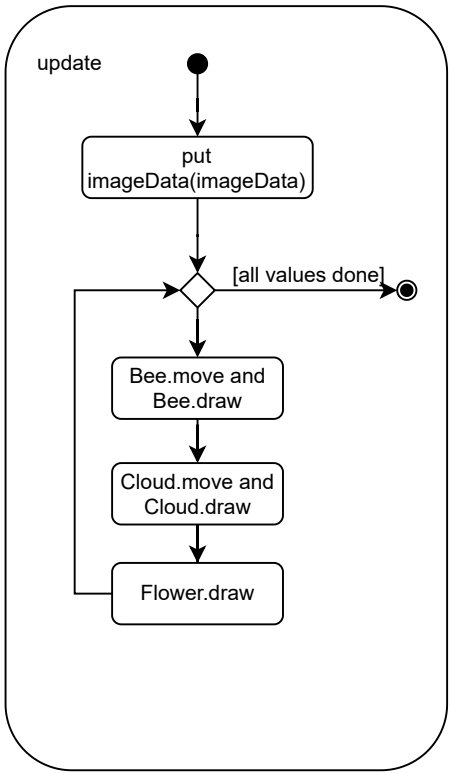 update
put
imageData(imageData)
[all values done]
Bee.move and
Bee.draw
Cloud.move and
Cloud.draw
Flower.draw